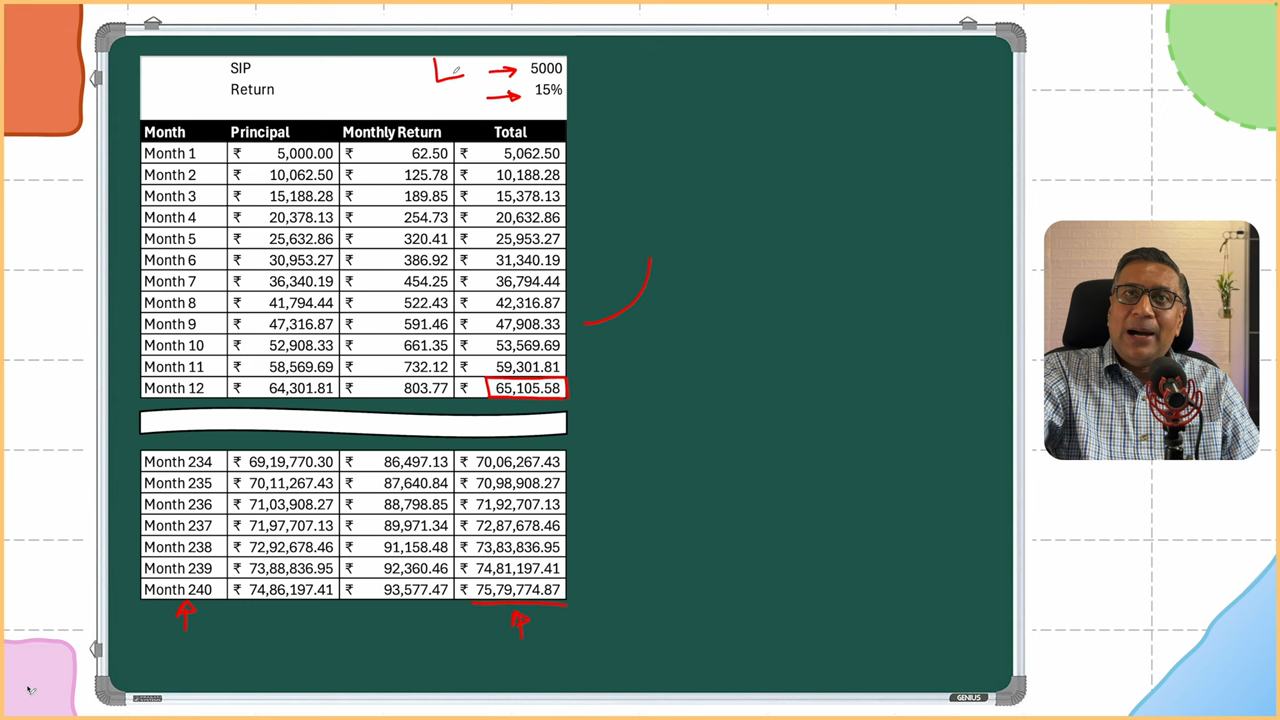 SIP 5000
Return 15%
Month Principal Monthly Return Total
Month 1 ₹ 5,000.00 ₹ 62.50 ₹ 5,062.50
Month 2 ₹ 10,062.50 ₹ 125.78 ₹ 10,188.28
Month 3 ₹ 15,188.28 ₹ 189.85 ₹ 15,378.13
Month 4 ₹ 20,378.13 ₹ 254.73 ₹ 20,632.86
Month 5 ₹ 25,632.86 ₹ 320.41 ₹ 25,953.27
Month 6 ₹ 30,953.27 ₹ 386.92 ₹ 31,340.19
Month 7 ₹ 36,340.19 ₹ 454.25 ₹ 36,794.44
Month 8 ₹ 41,794.44 ₹ 522.43 ₹ 42,316.87
Month 9 ₹ 47,316.87 ₹ 591.46 ₹ 47,908.33
Month 10 ₹ 52,908.33 ₹ 661.35 ₹ 53,569.69
Month 11 ₹ 58,569.69 ₹ 732.12 ₹ 59,301.81
Month 12 ₹ 64,301.81 ₹ 803.77 ₹ 65,105.58
Month 234 ₹ 69,19,770.30 ₹ 86,497.13 ₹ 70,06,267.43
Month 235 ₹ 70,11,267.43 ₹ 87,640.84 ₹ 70,98,908.27
Month 236 ₹ 71,03,908.27 ₹ 88,798.85 ₹ 71,92,707.13
Month 237 ₹ 71,97,707.13 ₹ 89,971.34 ₹ 72,87,678.46
Month 238 ₹ 72,92,678.46 ₹ 91,158.48 ₹ 73,83,836.95
Month 239 ₹ 73,88,836.95 ₹ 92,360.46 ₹ 74,81,197.41
Month 240 ₹ 74,86,197.41 ₹ 93,577.47 ₹ 75,79,774.87
GENIUS